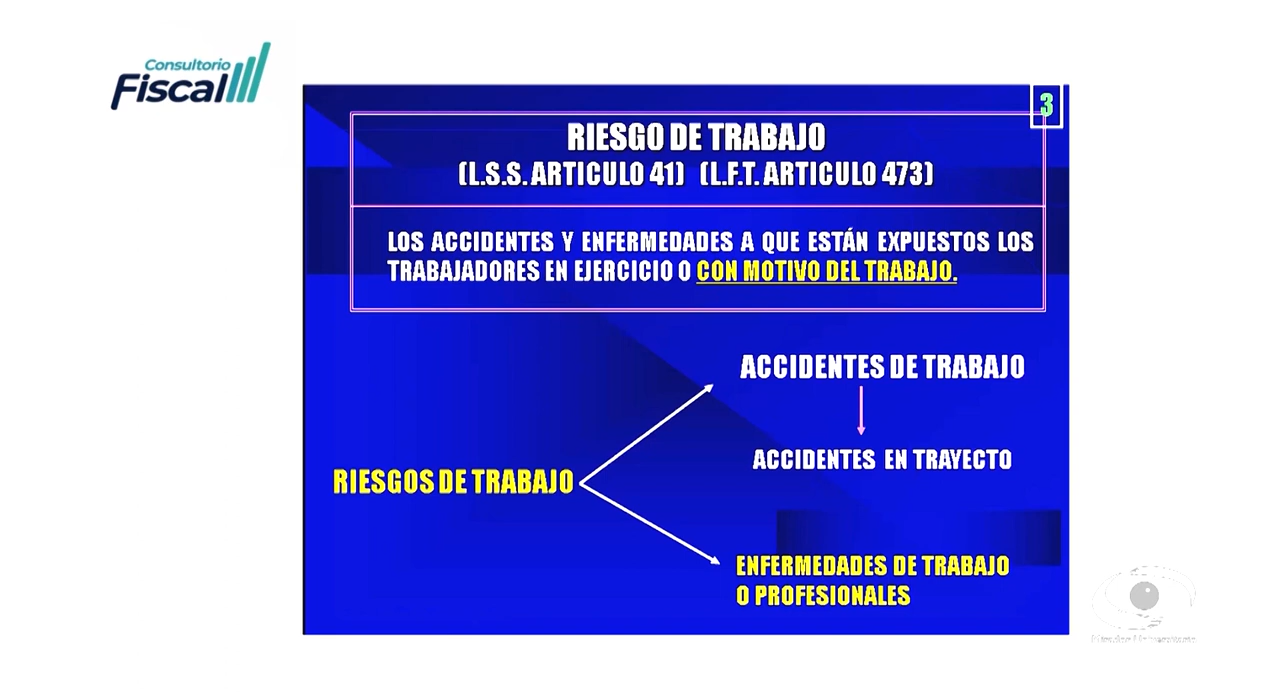 Consultorio
Fiscal
3
RIESGO DE TRABAJO
(L.S.S. ARTICULO 41) (L.F.T. ARTICULO 473)
LOS ACCIDENTES Y ENFERMEDADES A QUE ESTÁN EXPUESTOS LOS
TRABAJADORES EN EJERCICIO O CON MOTIVO DEL TRABAJO.
ACCIDENTES DE TRABAJO
ACCIDENTES EN TRAYECTO
RIESGOS DE TRABAJO
ENFERMEDADES DE TRABAJO
O PROFESIONALES